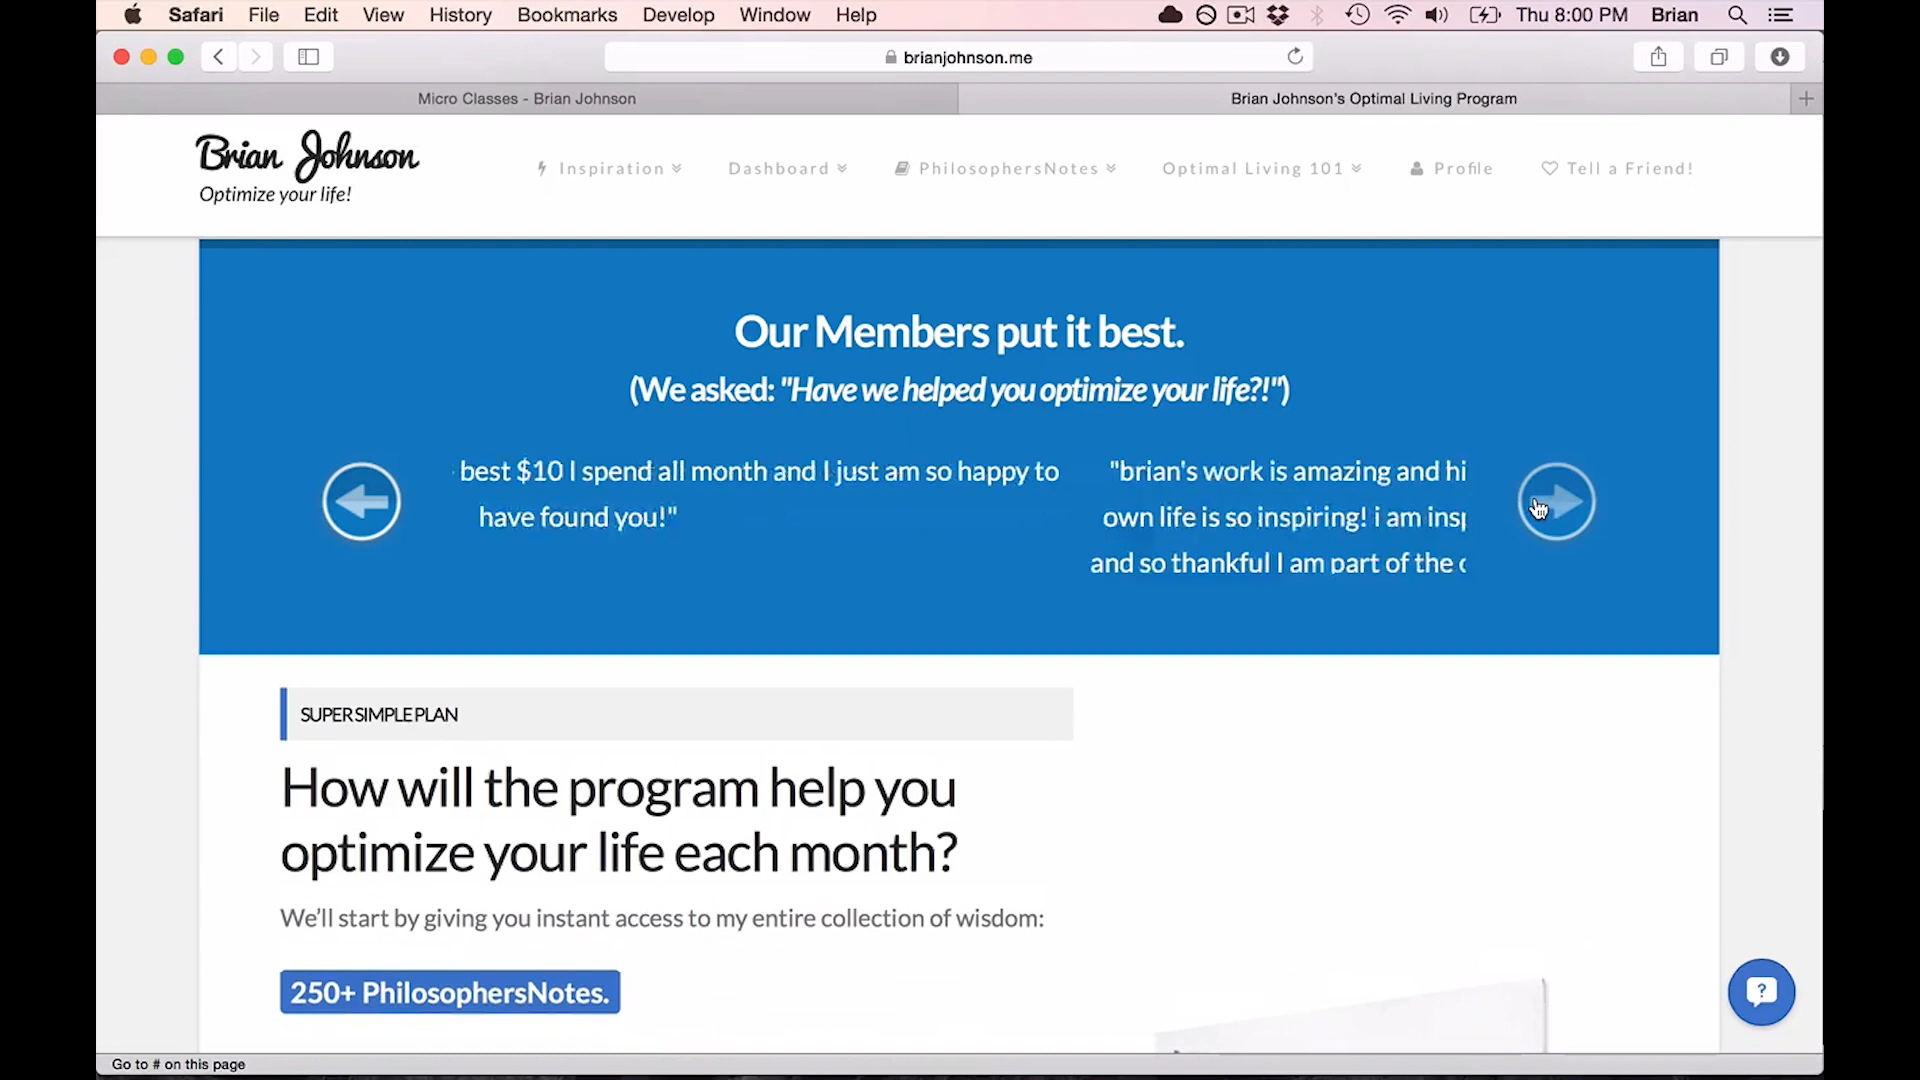 Safari File Edit View History Bookmarks Develop Window Help Thu 8:00 PM Brian
brianjohnson.me
Micro Classes - Brian Johnson Brian Johnson's Optimal Living Program
Brian Johnson
Optimize your life!
Inspiration Dashboard PhilosophersNotes Optimal Living 101 Profile Tell a Friend!
Our Members put it best.
(We asked: "Have we helped you optimize your life?!")
best $10 I spend all month and I just am so happy to
have found you!"
"brian's work is amazing and hi
own life is so inspiring! i am insp
and so thankful I am part of the
SUPER SIMPLE PLAN
How will the program help you
optimize your life each month?
We'll start by giving you instant access to my entire collection of wisdom:
250+ PhilosophersNotes.
?
Go to # on this page